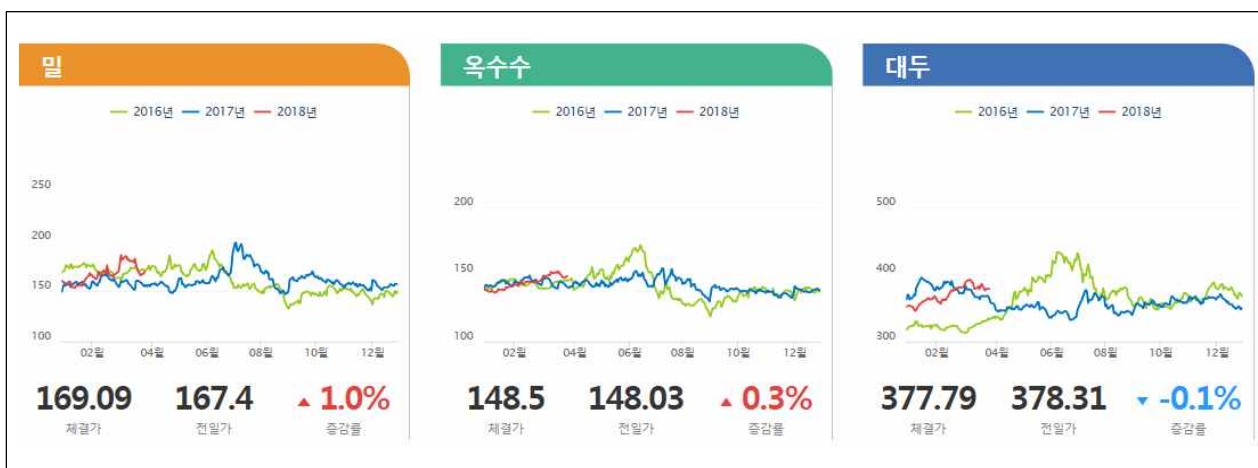 밀
2016년 2017년 2018년
250
200
150
100
02월 04월 06월 08월 10월 12월
169.09 167.4 ▲ 1.0%
체결가 전일가 증감률
옥수수
2016년 2017년 2018년
200
150
100
02월 04월 06월 08월 10월 12월
148.5 148.03 ▲ 0.3%
체결가 전일가 증감률
대두
2016년 2017년 2018년
500
400
300
02월 04월 06월 08월 10월 12월
377.79 378.31 ▼ -0.1%
체결가 전일가 증감률